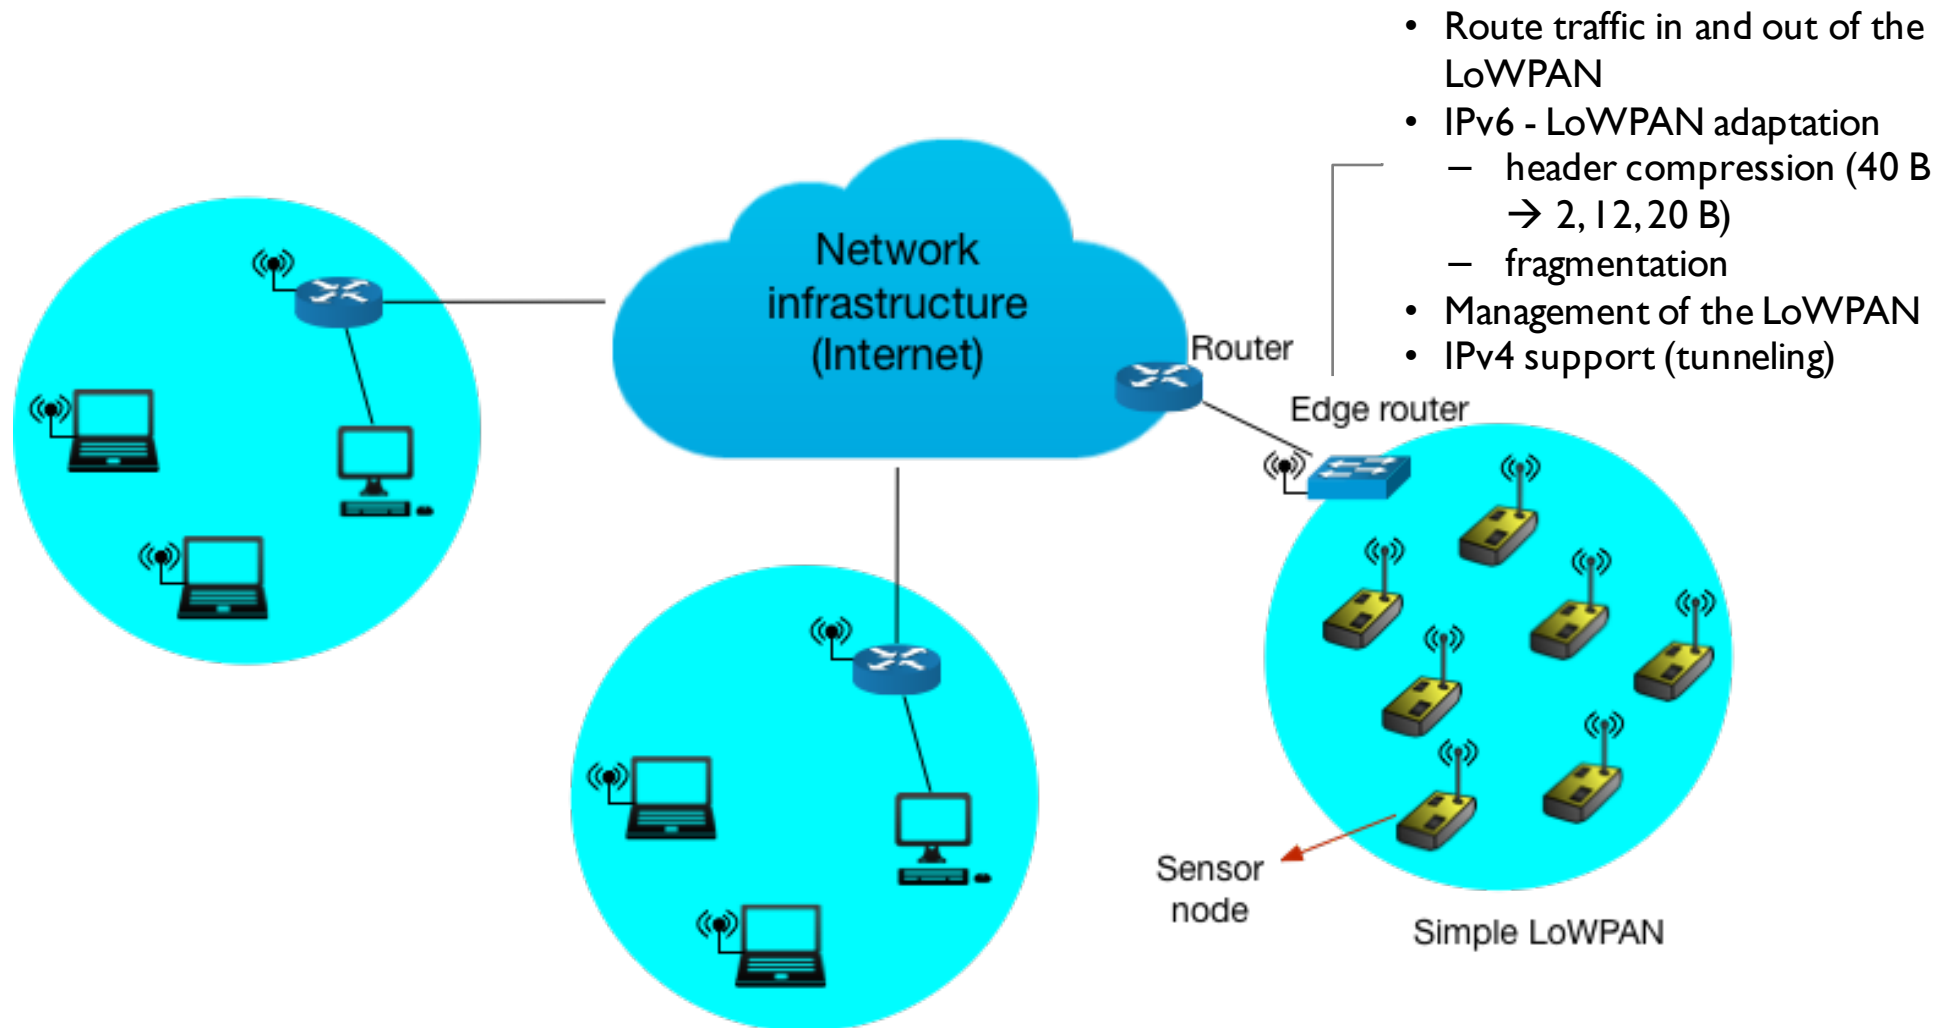 • Route traffic in and out of the
LoWPAN
• IPv6 - LoWPAN adaptation
– header compression (40 B
→ 2, 12, 20 B)
– fragmentation
• Management of the LoWPAN
• IPv4 support (tunneling)
Network
infrastructure
(Internet)
Router
Edge router
Sensor
node
Simple LoWPAN